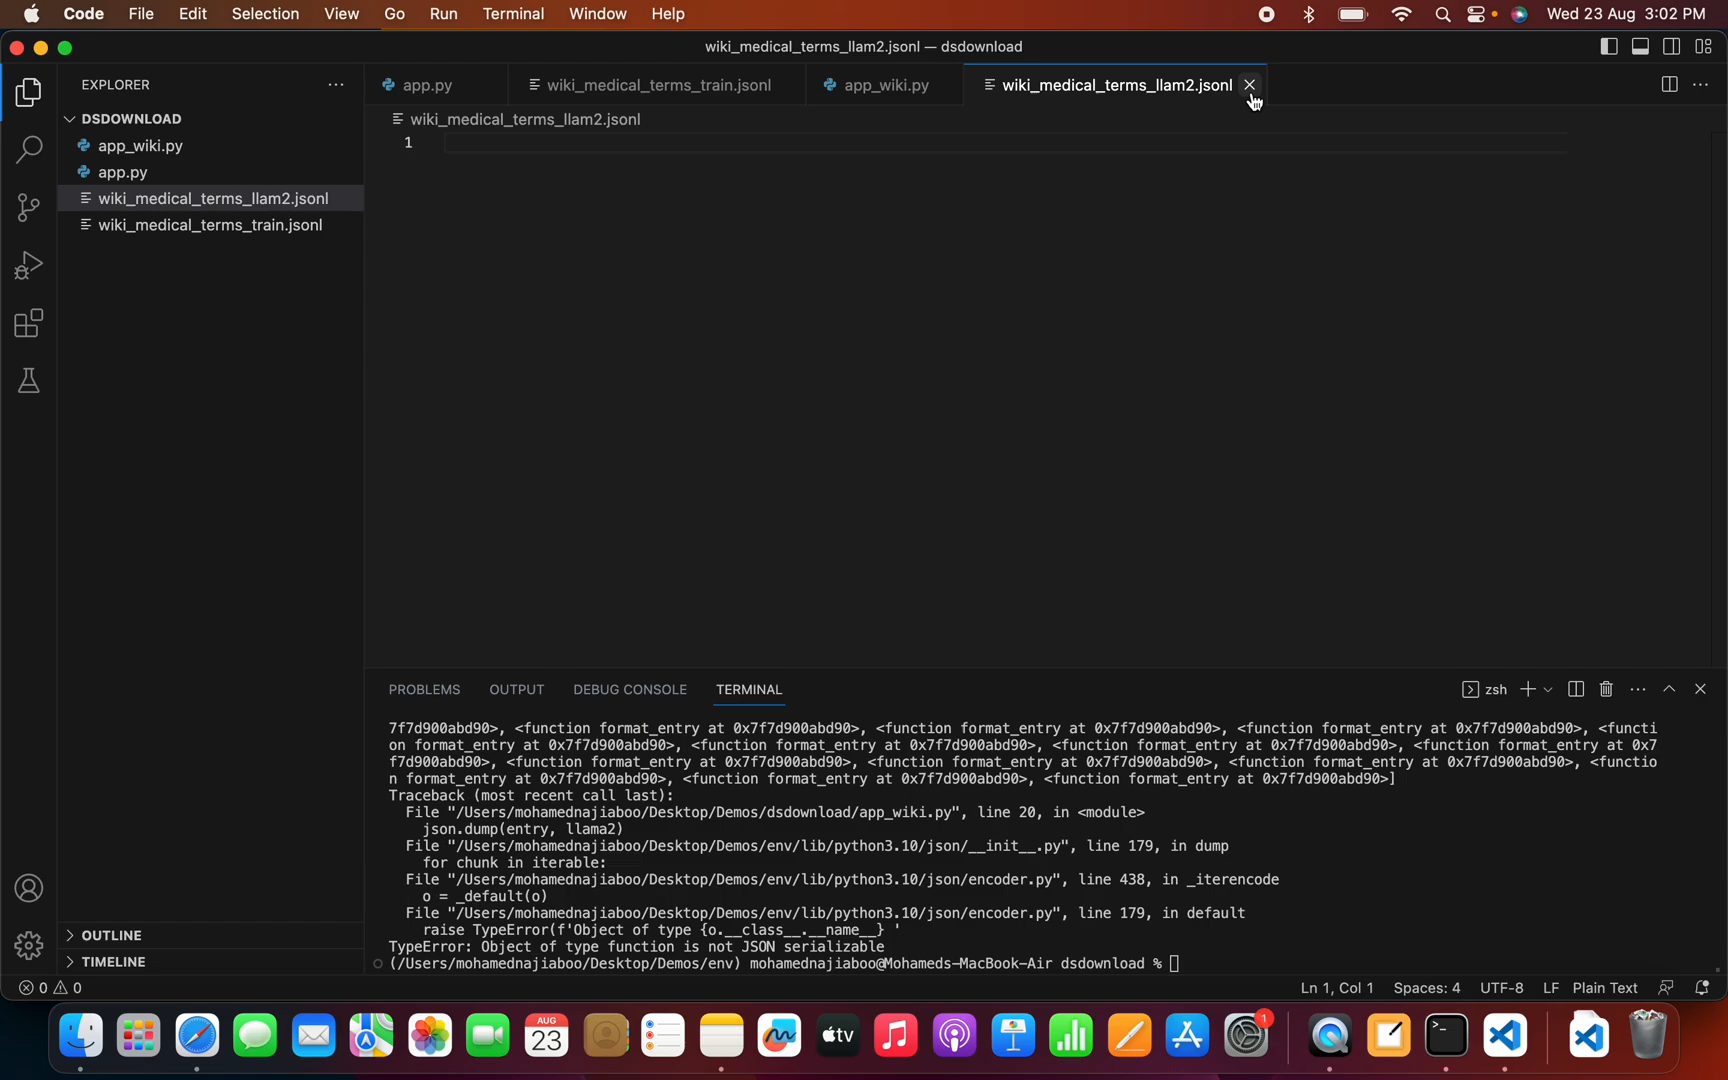 Code File Edit Selection View Go Run Terminal Window Help Wed 23 Aug 3:02 PM
wiki_medical_terms_llam2.jsonl — dsdownload
EXPLORER
app.py
wiki_medical_terms_train.jsonl
app_wiki.py
wiki_medical_terms_llam2.jsonl
DSDOWNLOAD
app_wiki.py
app.py
wiki_medical_terms_llam2.jsonl
wiki_medical_terms_train.jsonl
wiki_medical_terms_llam2.jsonl
1
PROBLEMS OUTPUT DEBUG CONSOLE TERMINAL zsh
7f7d900abd90>, <function format_entry at 0x7f7d900abd90>, <function format_entry at 0x7f7d900abd90>, <function format_entry at 0x7f7d900abd90>, <functi
on format_entry at 0x7f7d900abd90>, <function format_entry at 0x7f7d900abd90>, <function format_entry at 0x7f7d900abd90>, <function format_entry at 0x7
f7d900abd90>, <function format_entry at 0x7f7d900abd90>, <function format_entry at 0x7f7d900abd90>, <function format_entry at 0x7f7d900abd90>, <functio
n format_entry at 0x7f7d900abd90>, <function format_entry at 0x7f7d900abd90>, <function format_entry at 0x7f7d900abd90>]
Traceback (most recent call last):
File "/Users/mohamednajiaboo/Desktop/Demos/dsdownload/app_wiki.py", line 20, in <module>
json.dump(entry, llama2)
File "/Users/mohamednajiaboo/Desktop/Demos/env/lib/python3.10/json/__init__.py", line 179, in dump
for chunk in iterable:
File "/Users/mohamednajiaboo/Desktop/Demos/env/lib/python3.10/json/encoder.py", line 438, in _iterencode
o = _default(o)
File "/Users/mohamednajiaboo/Desktop/Demos/env/lib/python3.10/json/encoder.py", line 179, in default
raise TypeError(f'Object of type {o.__class__.__name__} '
TypeError: Object of type function is not JSON serializable
(/Users/mohamednajiaboo/Desktop/Demos/env) mohamednajiaboo@Mohameds-MacBook-Air dsdownload %
OUTLINE
TIMELINE
0 0 Ln 1, Col 1 Spaces: 4 UTF-8 LF Plain Text
AUG
23
tv
1